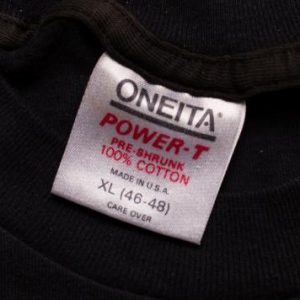 ONEITA
POWER-T
PRE-SHRUNK
100% COTTON
MADE IN U.S.A.
XL (46-48)
CARE OVER